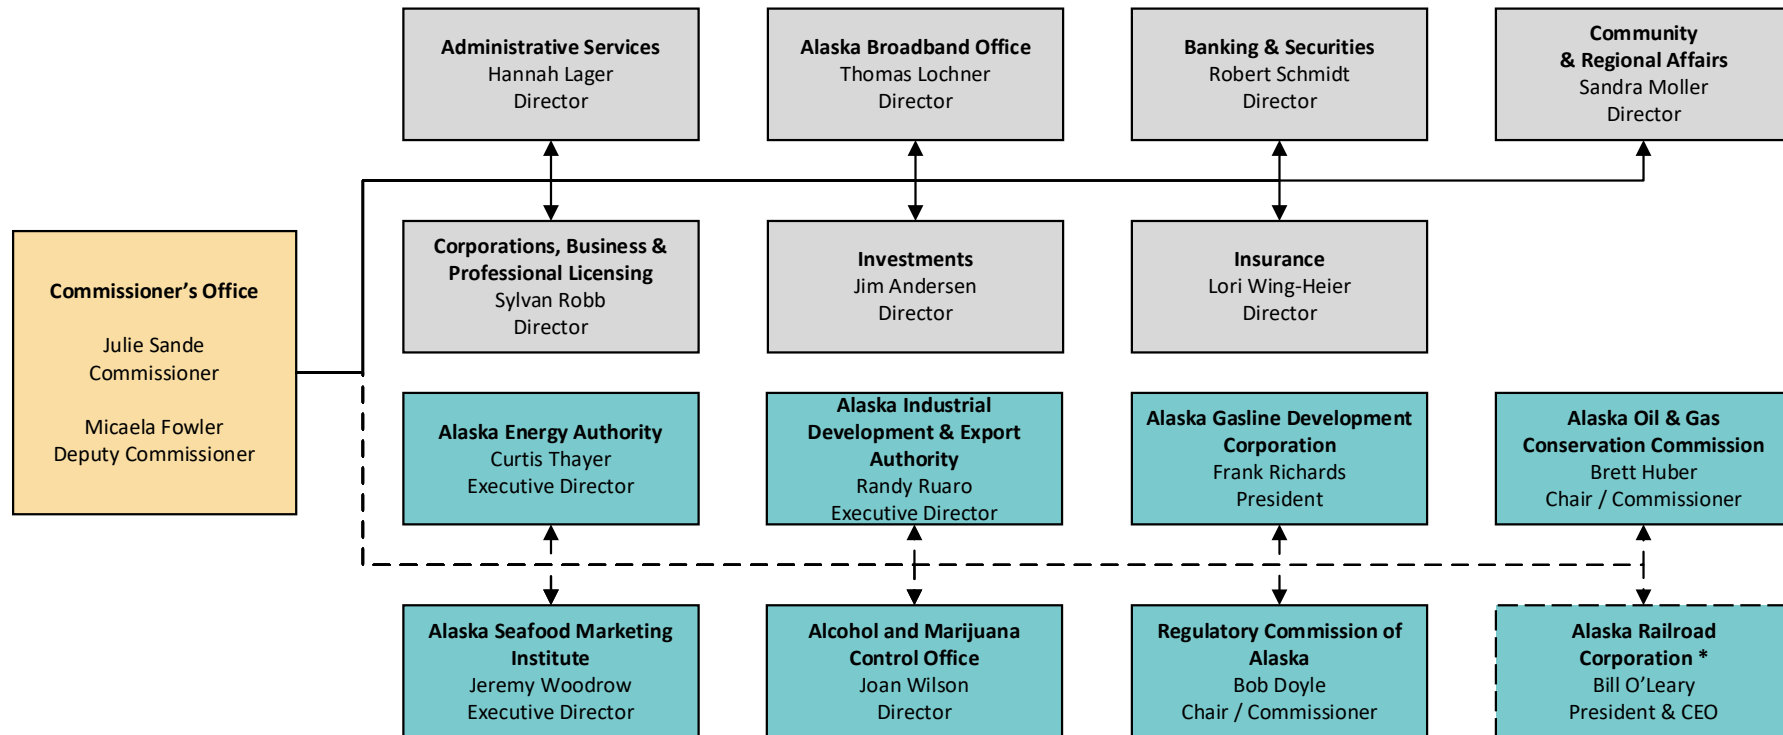 Administrative Services
Hannah Lager
Director
Alaska Broadband Office
Thomas Lochner
Director
Banking & Securities
Robert Schmidt
Director
Community
& Regional Affairs
Sandra Moller
Director
Commissioner’s Office
Julie Sande
Commissioner
Micaela Fowler
Deputy Commissioner
Corporations, Business &
Professional Licensing
Sylvan Robb
Director
Investments
Jim Andersen
Director
Insurance
Lori Wing-Heier
Director
Alaska Energy Authority
Curtis Thayer
Executive Director
Alaska Industrial
Development & Export
Authority
Randy Ruaro
Executive Director
Alaska Gasline Development
Corporation
Frank Richards
President
Alaska Oil & Gas
Conservation Commission
Brett Huber
Chair / Commissioner
Alaska Seafood Marketing
Institute
Jeremy Woodrow
Executive Director
Alcohol and Marijuana
Control Office
Joan Wilson
Director
Regulatory Commission of
Alaska
Bob Doyle
Chair / Commissioner
Alaska Railroad
Corporation *
Bill O’Leary
President & CEO